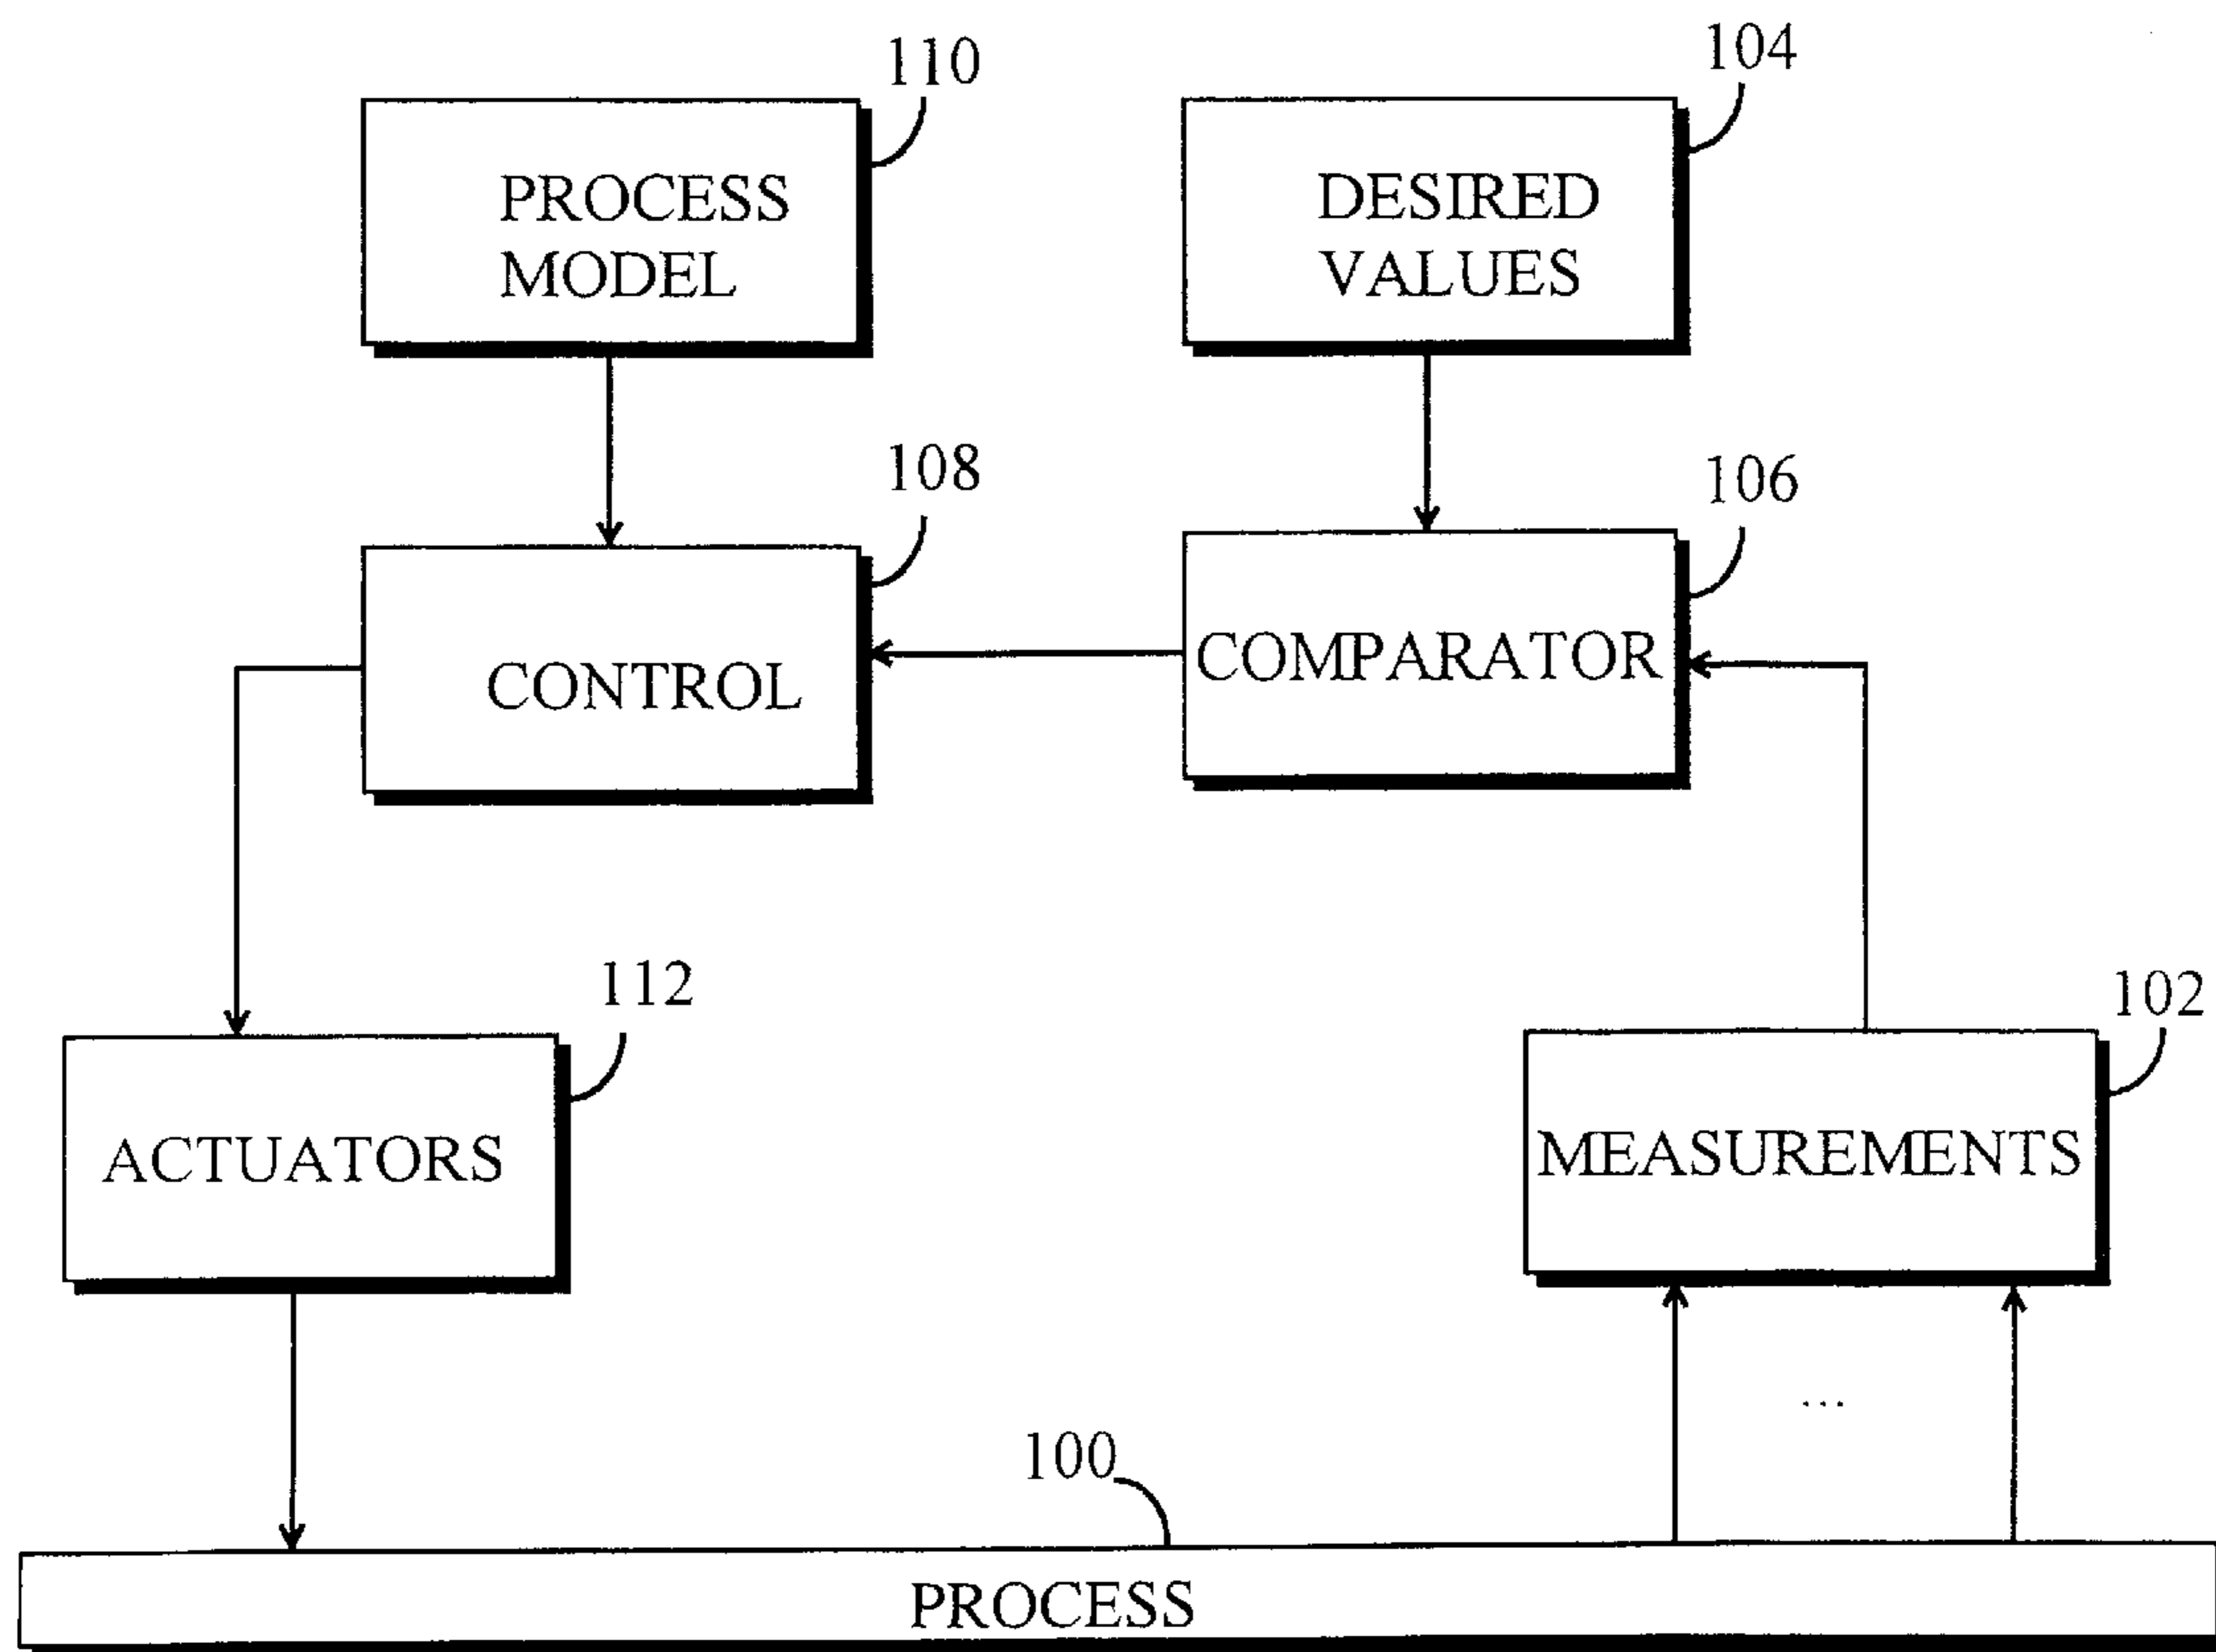 110
104
PROCESS
MODEL
DESIRED
VALUES
108
106
CONTROL
COMPARATOR
112
102
ACTUATORS
MEASUREMENTS
...
100
PROCESS